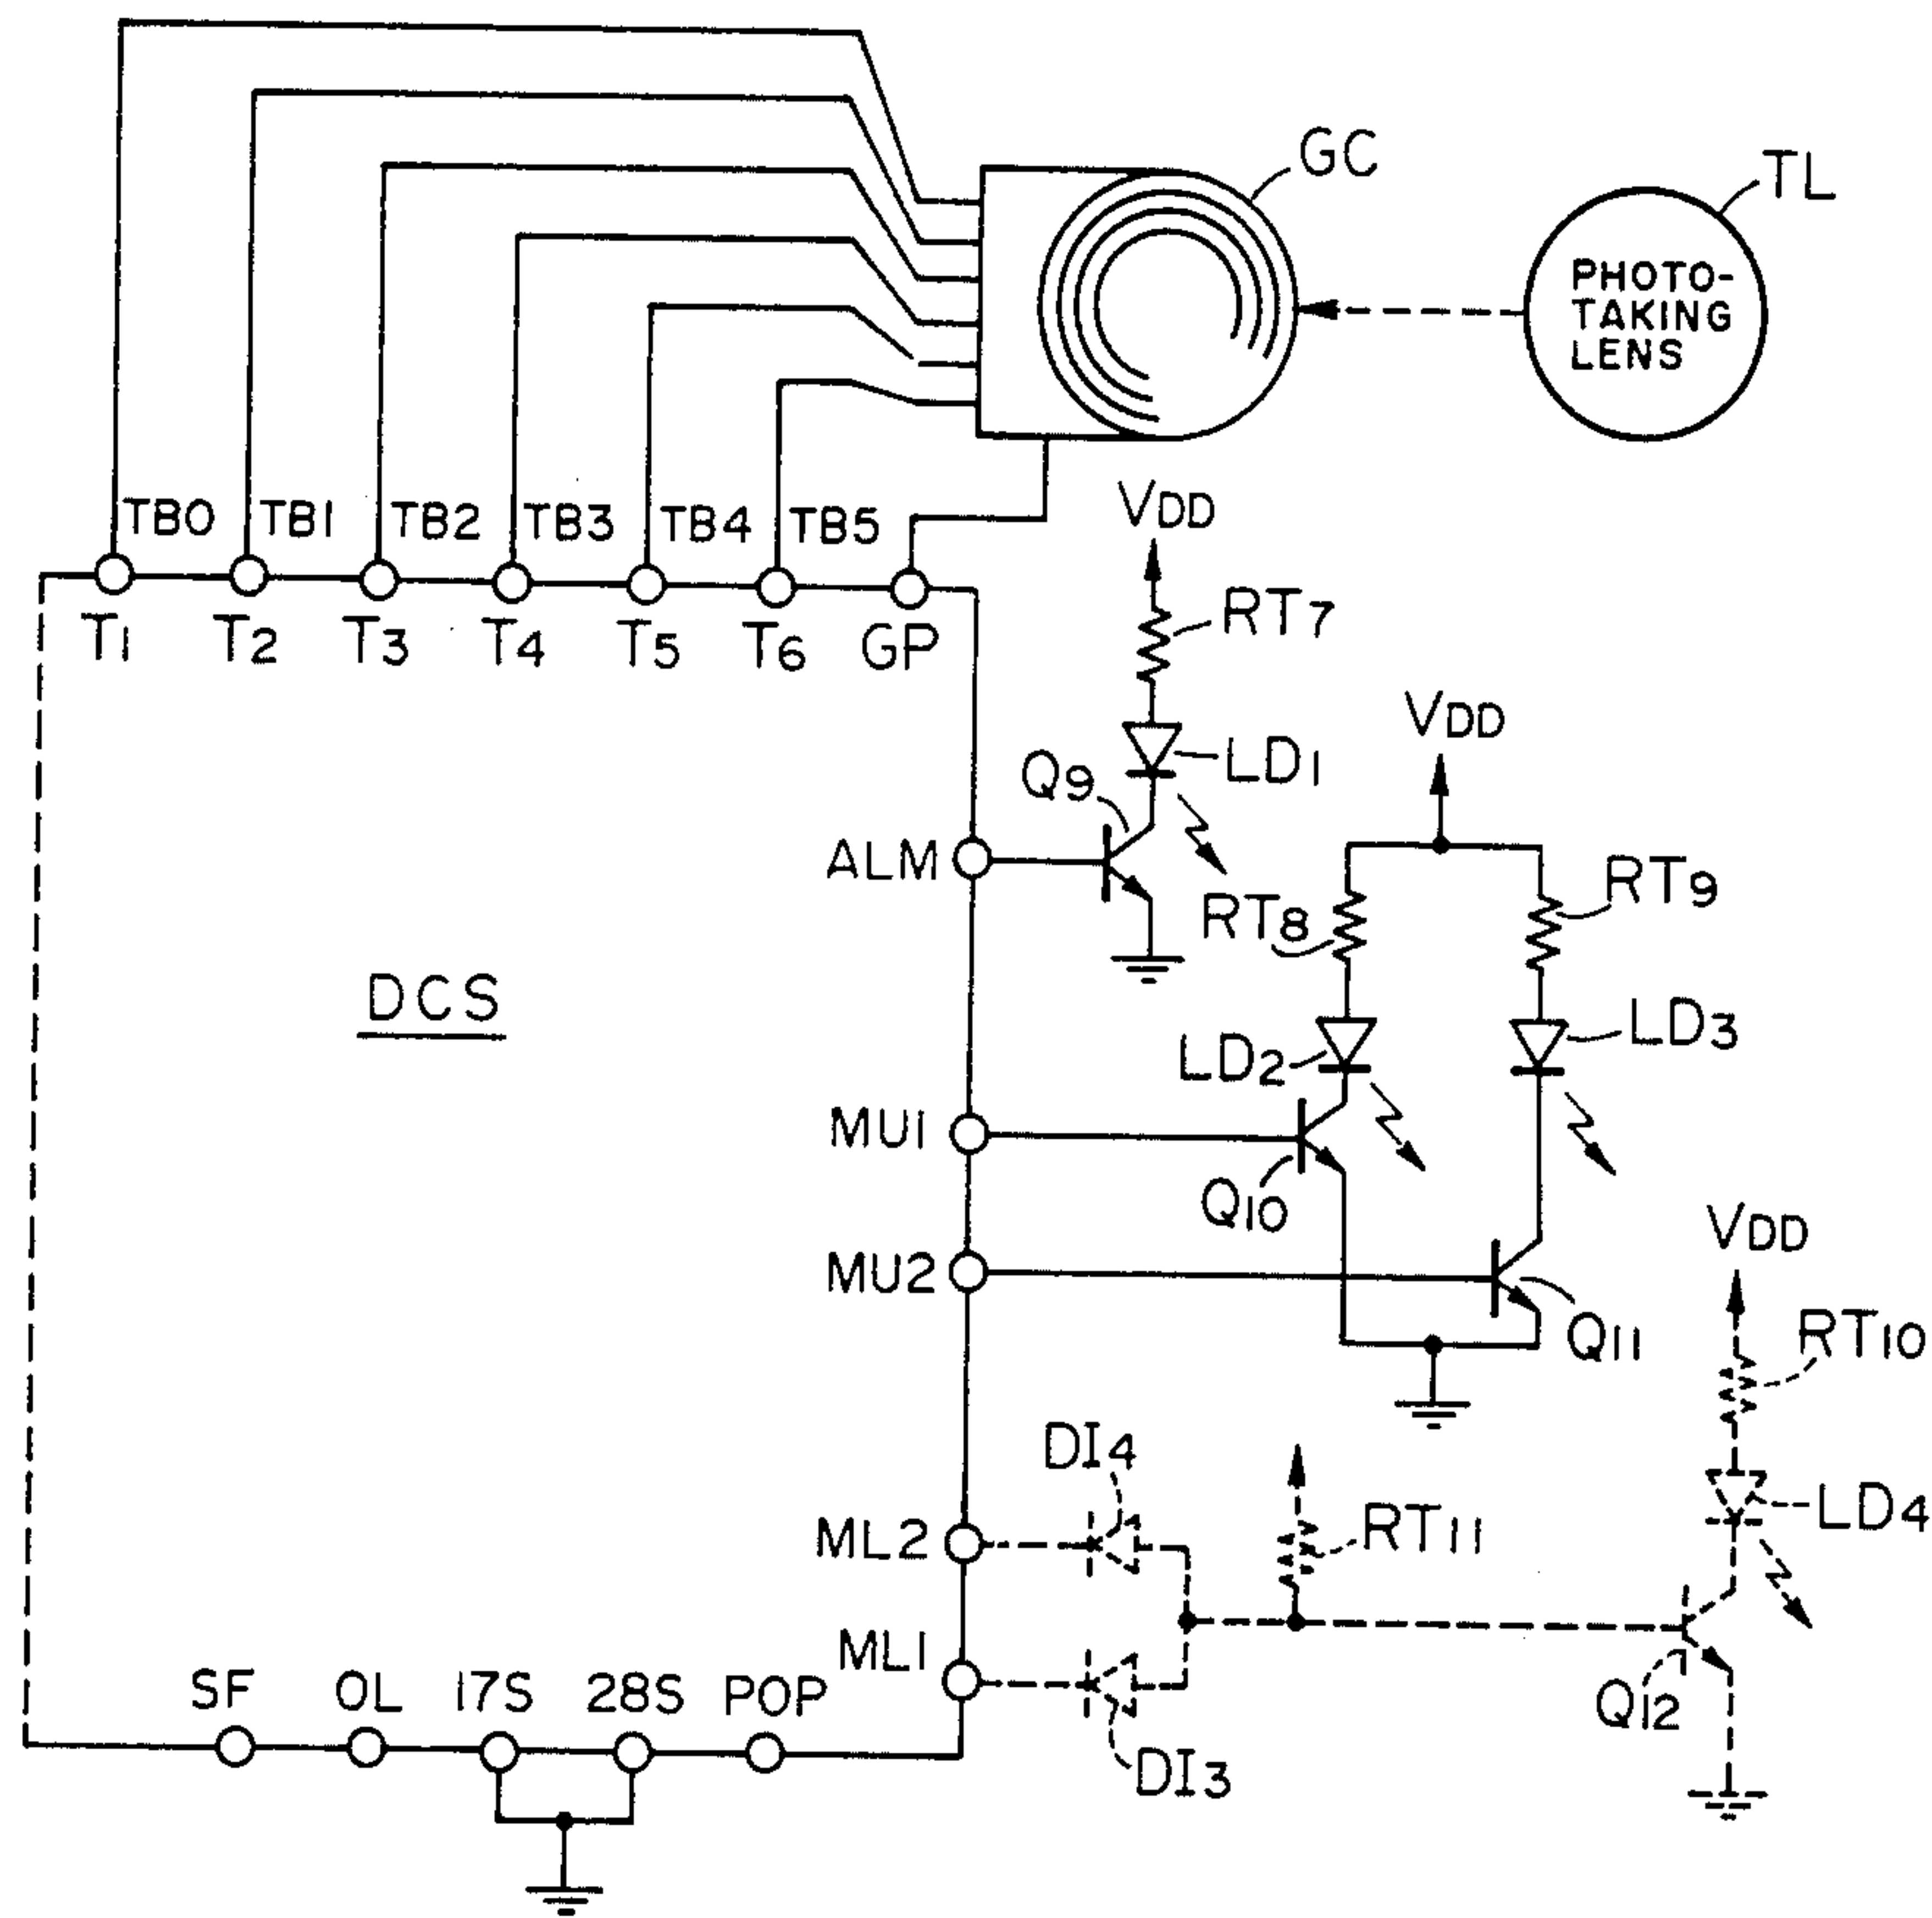 GC
TL
PHOTO-
TAKING
LENS
TB0 TB1 TB2 TB3 TB4 TB5
VDD
T1 T2 T3 T4 T5 T6 GP
RT7
VDD
LD1
Q9
ALM
RT8
RT9
DCS
LD2
LD3
MU1
Q10
MU2
VDD
Q11
RT10
DI4
ML2
RT11
LD4
ML1
SF OL 17S 28S POP
Q12
DI3